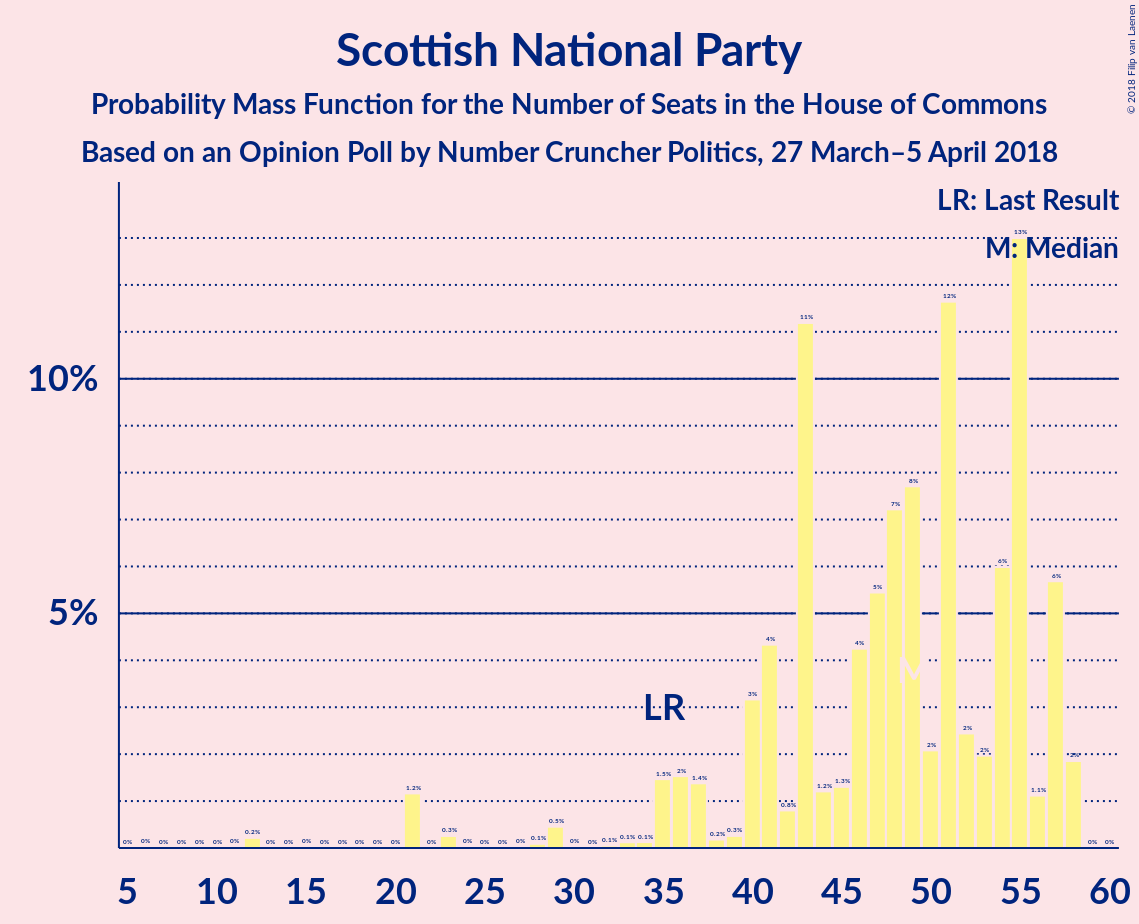 © 2018 Filip van Laenen
Scottish National Party
Probability Mass Function for the Number of Seats in the House of Commons
Based on an Opinion Poll by Number Cruncher Politics, 27 March–5 April 2018
LR: Last Result
M: Median
10%
5%
LR
M
0% 0% 0% 0% 0% 0% 0% 0.2% 0% 0% 0% 0% 0% 0% 0% 0% 1.2% 0% 0.3% 0% 0% 0% 0% 0.1% 0.5% 0% 0% 0.1% 0.1% 0.1% 1.5% 2% 1.4% 0.2% 0.3% 3% 4% 0.8% 11% 1.2% 1.3% 4% 5% 7% 8% 2% 12% 2% 2% 6% 13% 1.1% 6% 2% 0% 0%
5 10 15 20 25 30 35 40 45 50 55 60